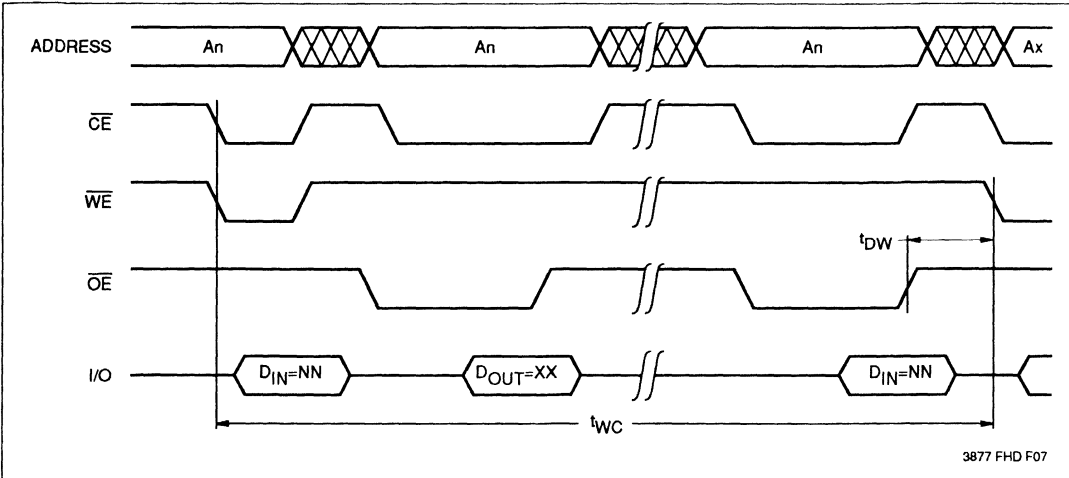 ADDRESS An An An Ax
CE
WE
tDW
OE
I/O DIN=NN DOUT=XX DIN=NN
tWC
3877 FHD F07